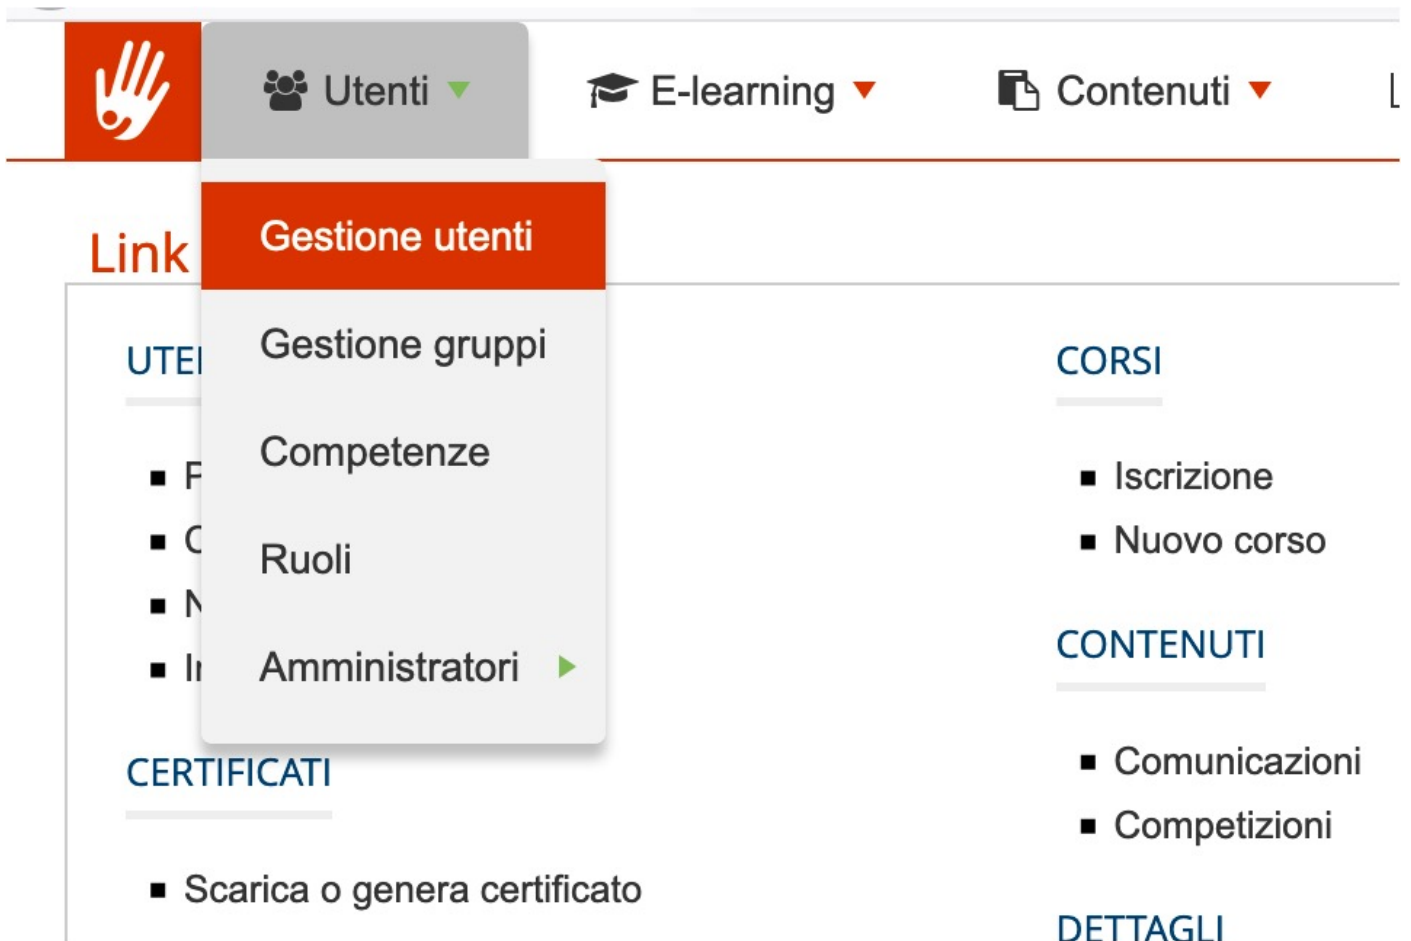 Utenti
E-learning
Contenuti
Link
Gestione utenti
Gestione gruppi
Competenze
Ruoli
Amministratori
CERTIFICATI
Scarica o genera certificato
CORSI
Iscrizione
Nuovo corso
CONTENUTI
Comunicazioni
Competizioni
DETTAGLI